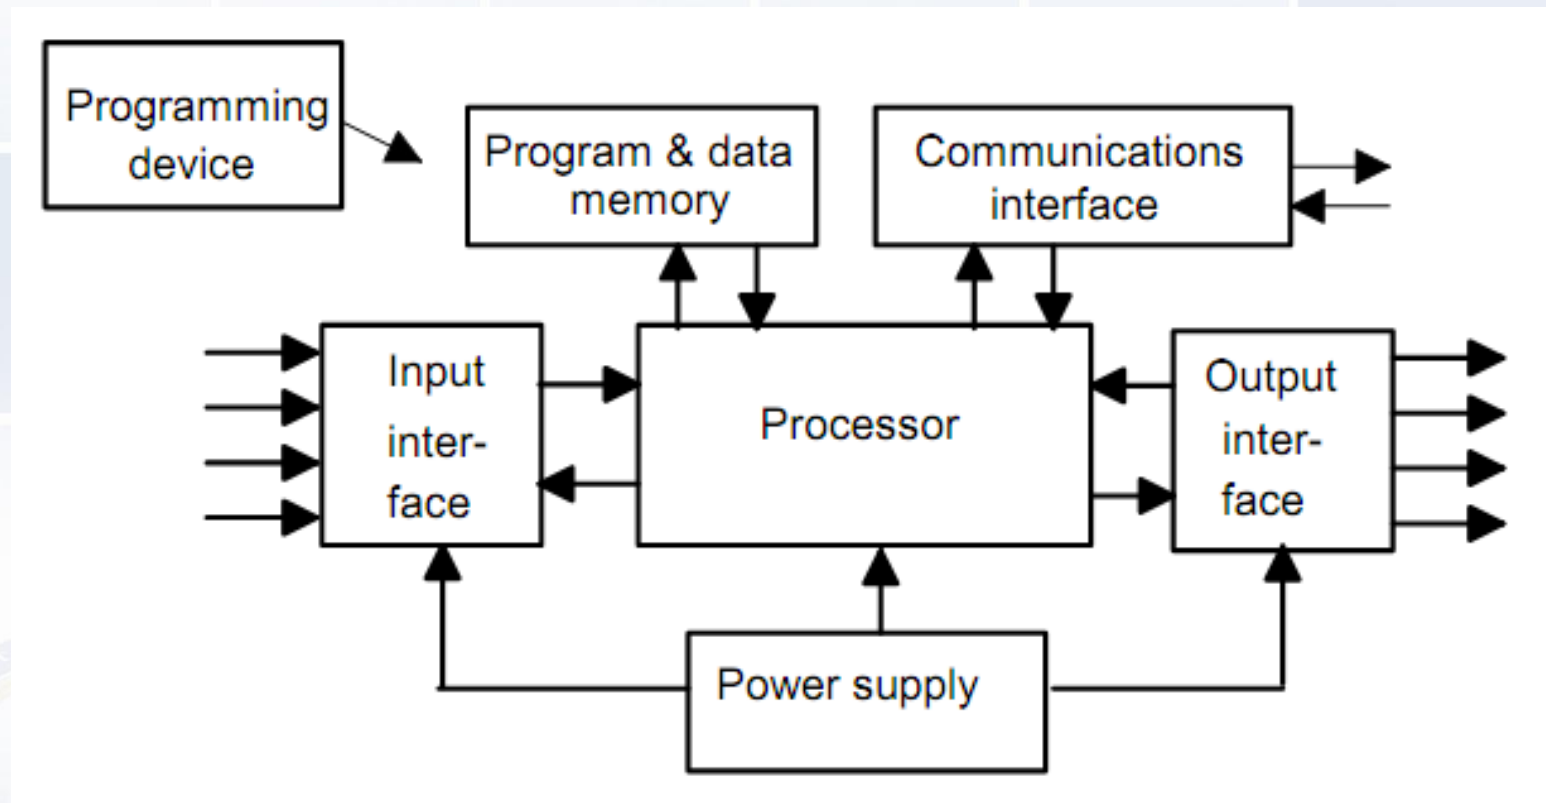 Programming
device
Program & data
memory
Communications
interface
Input
inter-
face
Processor
Output
inter-
face
Power supply